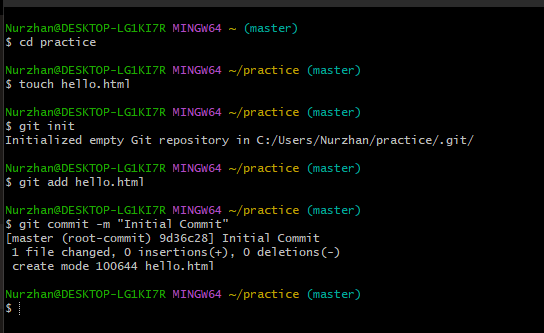 Nurzhan@DESKTOP-LG1KI7R MINGW64 ~ (master)
$ cd practice
Nurzhan@DESKTOP-LG1KI7R MINGW64 ~/practice (master)
$ touch hello.html
Nurzhan@DESKTOP-LG1KI7R MINGW64 ~/practice (master)
$ git init
Initialized empty Git repository in C:/Users/Nurzhan/practice/.git/
Nurzhan@DESKTOP-LG1KI7R MINGW64 ~/practice (master)
$ git add hello.html
Nurzhan@DESKTOP-LG1KI7R MINGW64 ~/practice (master)
$ git commit -m "Initial Commit"
[master (root-commit) 9d36c28] Initial Commit
 1 file changed, 0 insertions(+), 0 deletions(-)
 create mode 100644 hello.html
Nurzhan@DESKTOP-LG1KI7R MINGW64 ~/practice (master)
$